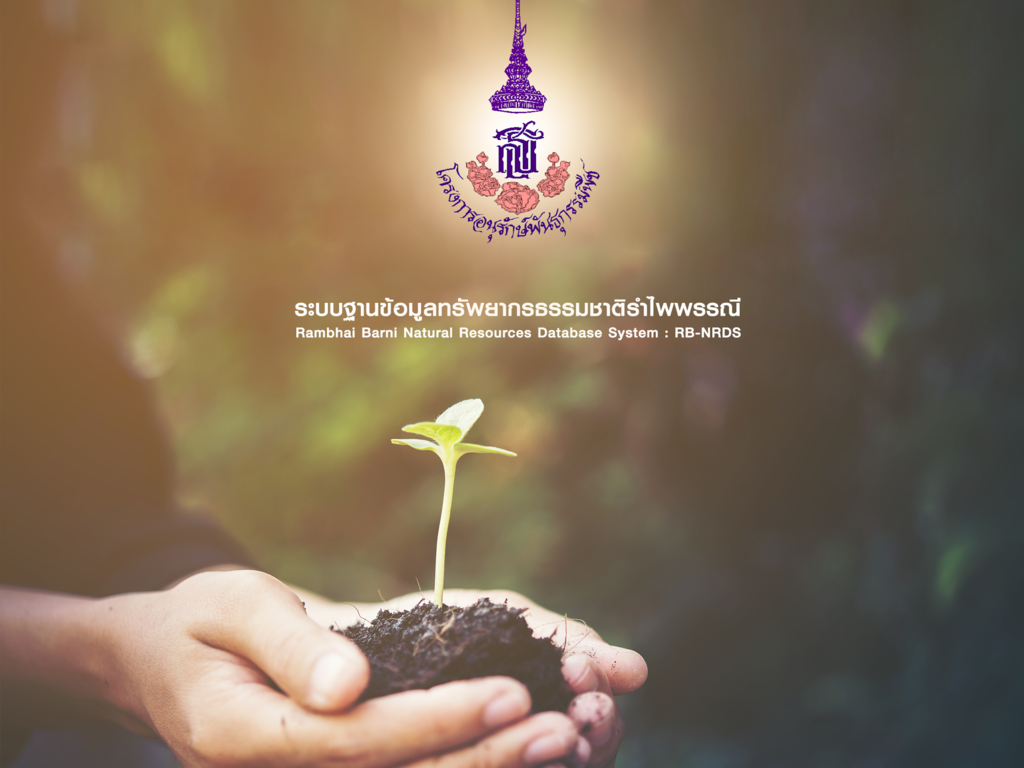 โครงการอนุรักษ์พันธุกรรมพืช
ระบบฐานข้อมูลทรัพยากรธรรมชาติรำไพพรรณี
Rambhai Barni Natural Resources Database System : RB-NRDS